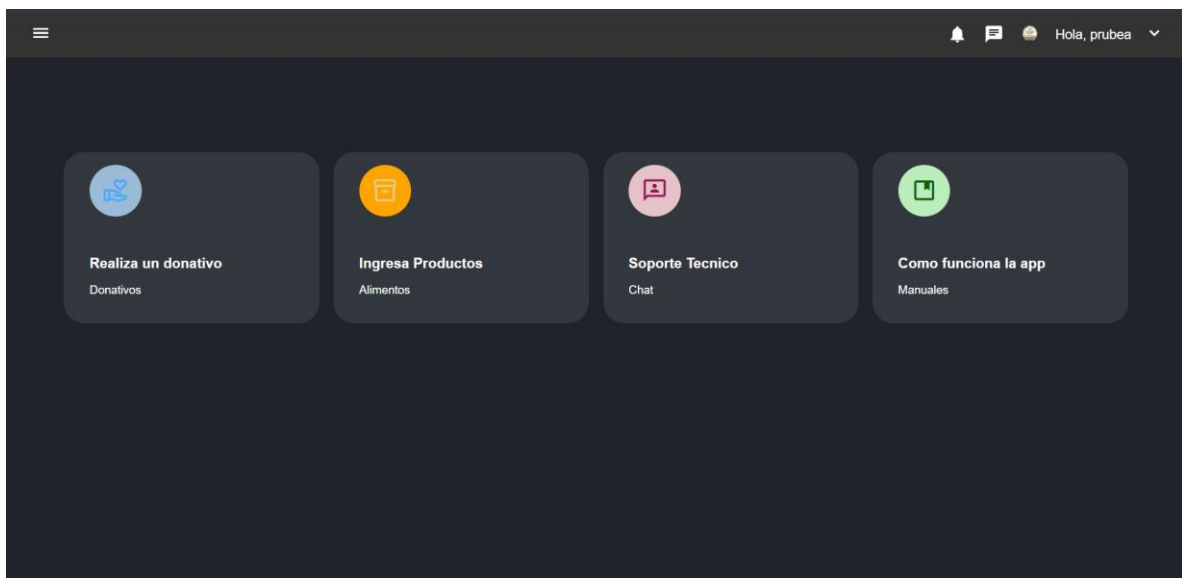 Hola, prubea
Realiza un donativo
Donativos
Ingresa Productos
Alimentos
Soporte Tecnico
Chat
Como funciona la app
Manuales